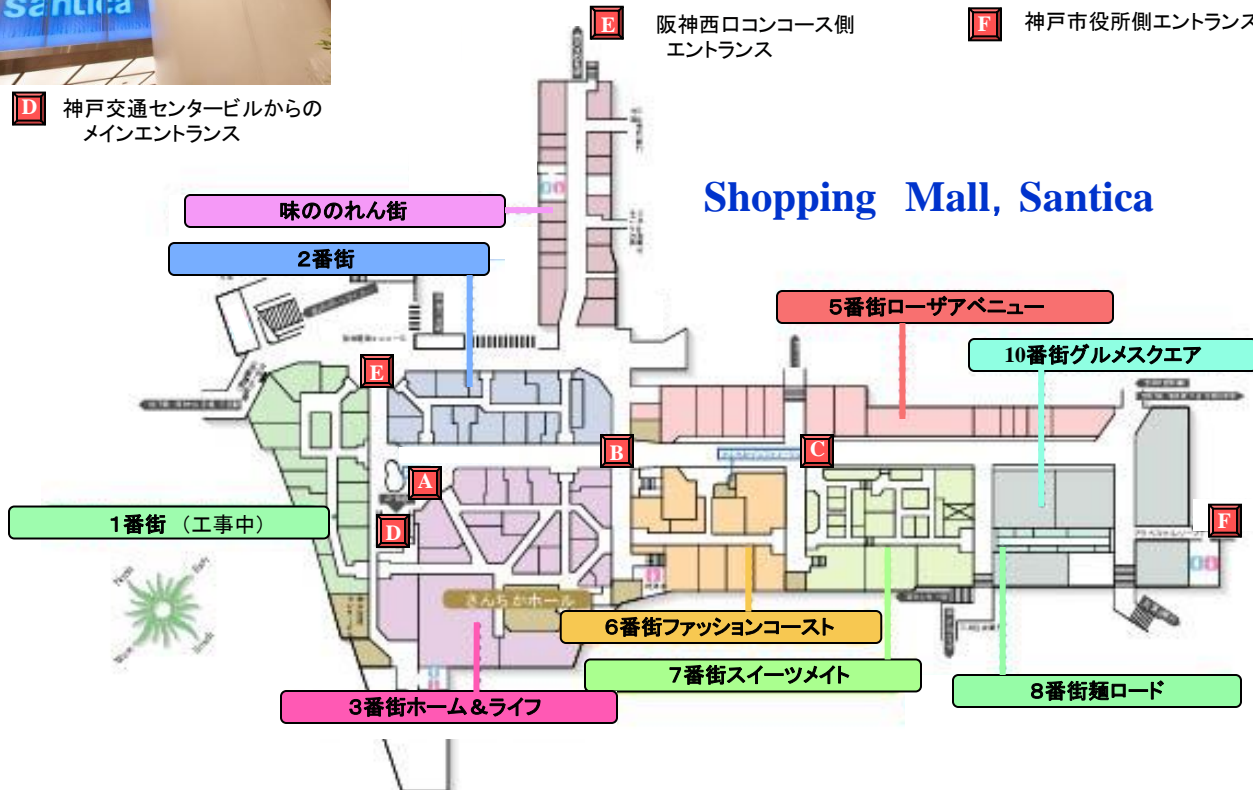 Santica
E
阪神西口コンコース側
エントランス
F
神戸市役所側エントランス
D
神戸交通センタービルからの
メインエントランス
Shopping Mall, Santica
味ののれん街
２番街
５番街ローザアベニュー
10番街グルメスクエア
E
B
C
A
D
F
１番街 （工事中）
さんちかホール
６番街ファッションコースト
７番街スイーツメイト
８番街麺ロード
３番街ホーム＆ライフ